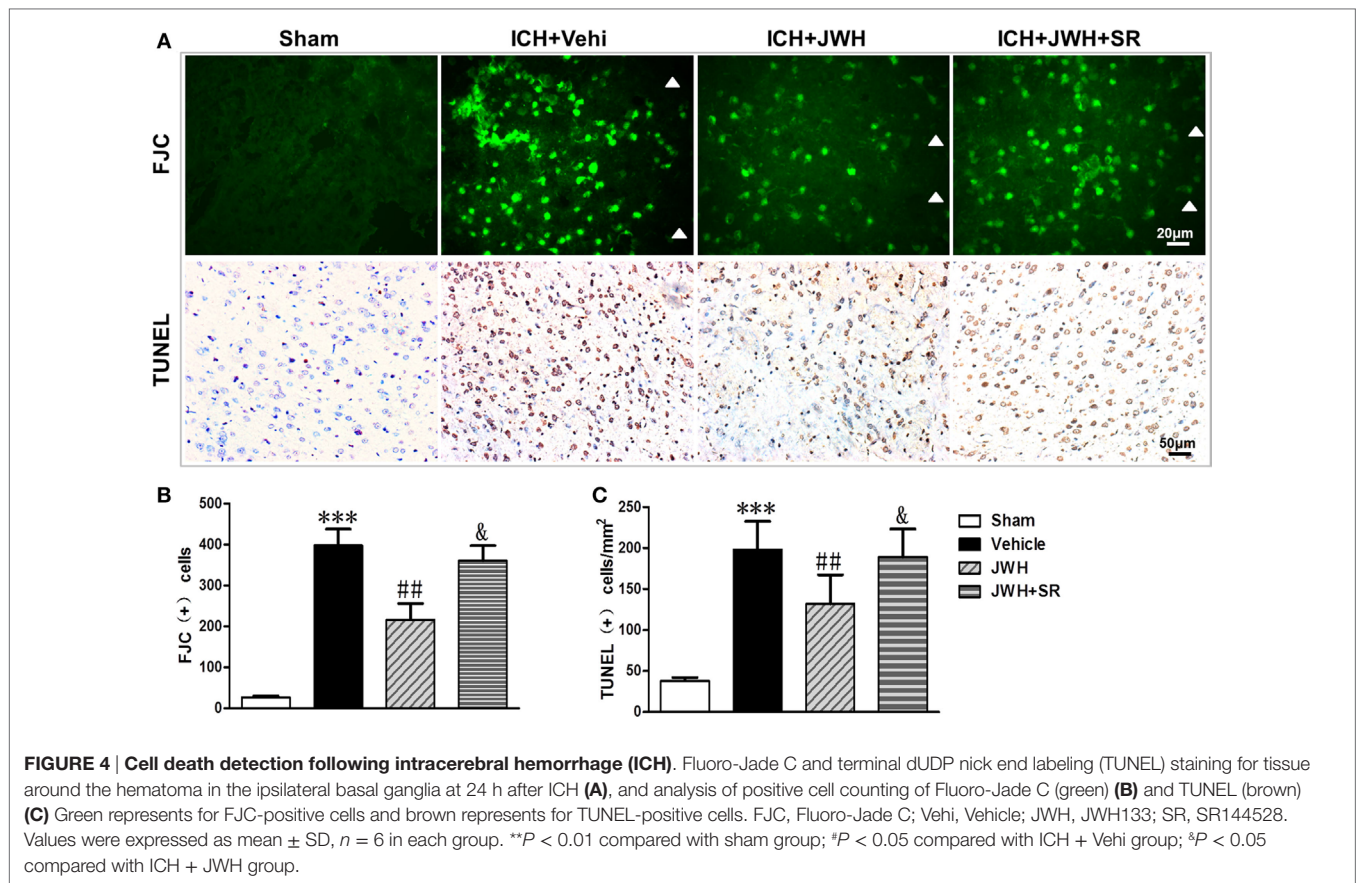 A
Sham ICH+Vehi ICH+JWH ICH+JWH+SR
FJC
20μm
TUNEL
50μm
B
FJC (+) cells
500
400
300
200
100
0
***
##
&
C
TUNEL (+) cells/mm²
250
200
150
100
50
0
***
##
&
Sham
Vehicle
JWH
JWH+SR
FIGURE 4 | Cell death detection following intracerebral hemorrhage (ICH). Fluoro-Jade C and terminal dUDP nick end labeling (TUNEL) staining for tissue
around the hematoma in the ipsilateral basal ganglia at 24 h after ICH (A), and analysis of positive cell counting of Fluoro-Jade C (green) (B) and TUNEL (brown)
(C) Green represents for FJC-positive cells and brown represents for TUNEL-positive cells. FJC, Fluoro-Jade C; Vehi, Vehicle; JWH, JWH133; SR, SR144528.
Values were expressed as mean ± SD, n = 6 in each group. **P < 0.01 compared with sham group; #P < 0.05 compared with ICH + Vehi group; &P < 0.05
compared with ICH + JWH group.